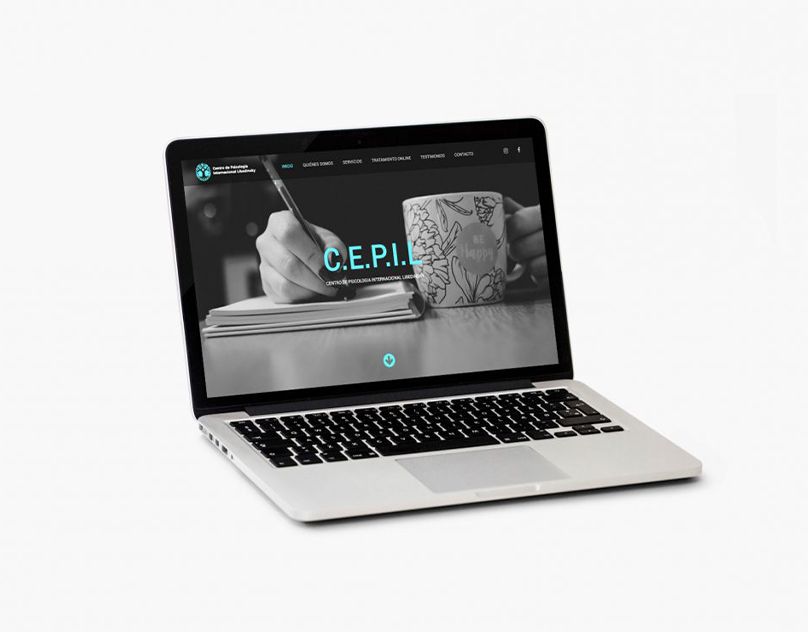 Centro de Psicología
Internacional Libedinsky
INICIO QUIÉNES SOMOS SERVICIOS TRATAMIENTO ONLINE TESTIMONIOS CONTACTO
BE
happy
C.E.P.I.L
CENTRO DE PSICOLOGIA INTERNACIONAL LIBEDINSKY